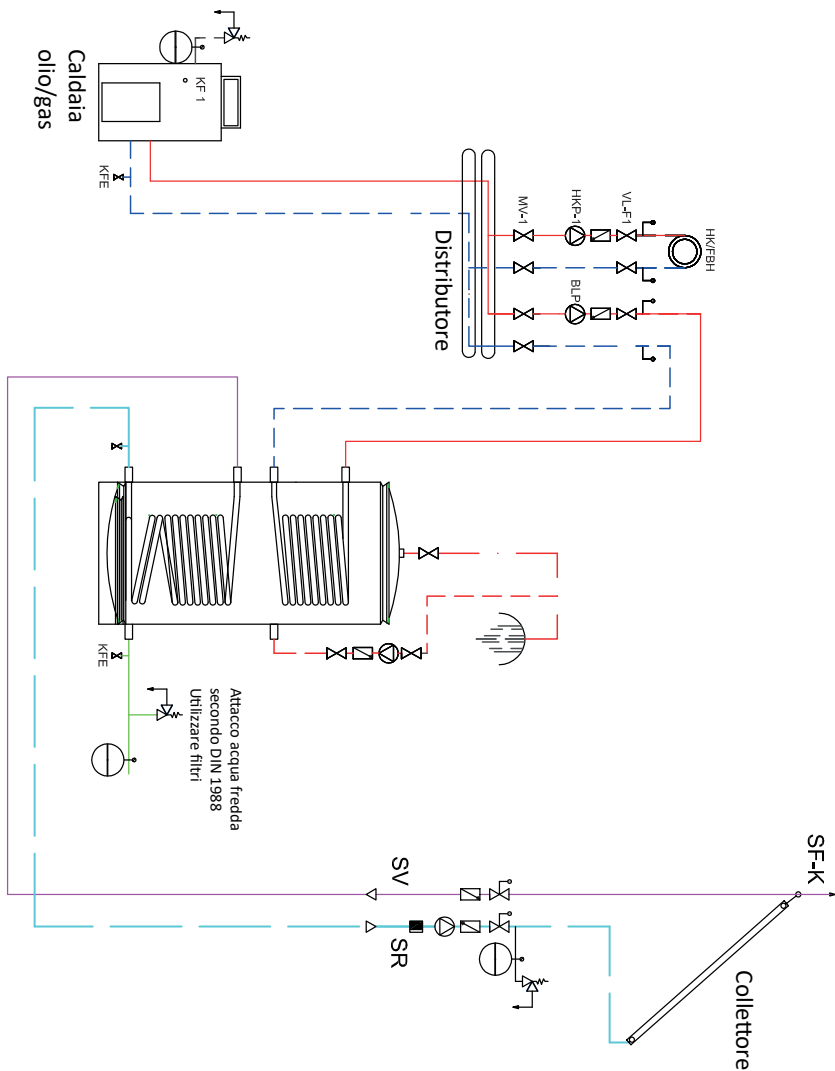 Caldaia
olio/gas
KF 1
KFE
Distributore
MV-1
HKP-1
VL-F1
HK/FBH
BLP
KFE
Attacco acqua fredda
secondo DIN 1988
Utilizzare filtri
SV
SR
SF-K
Collettore